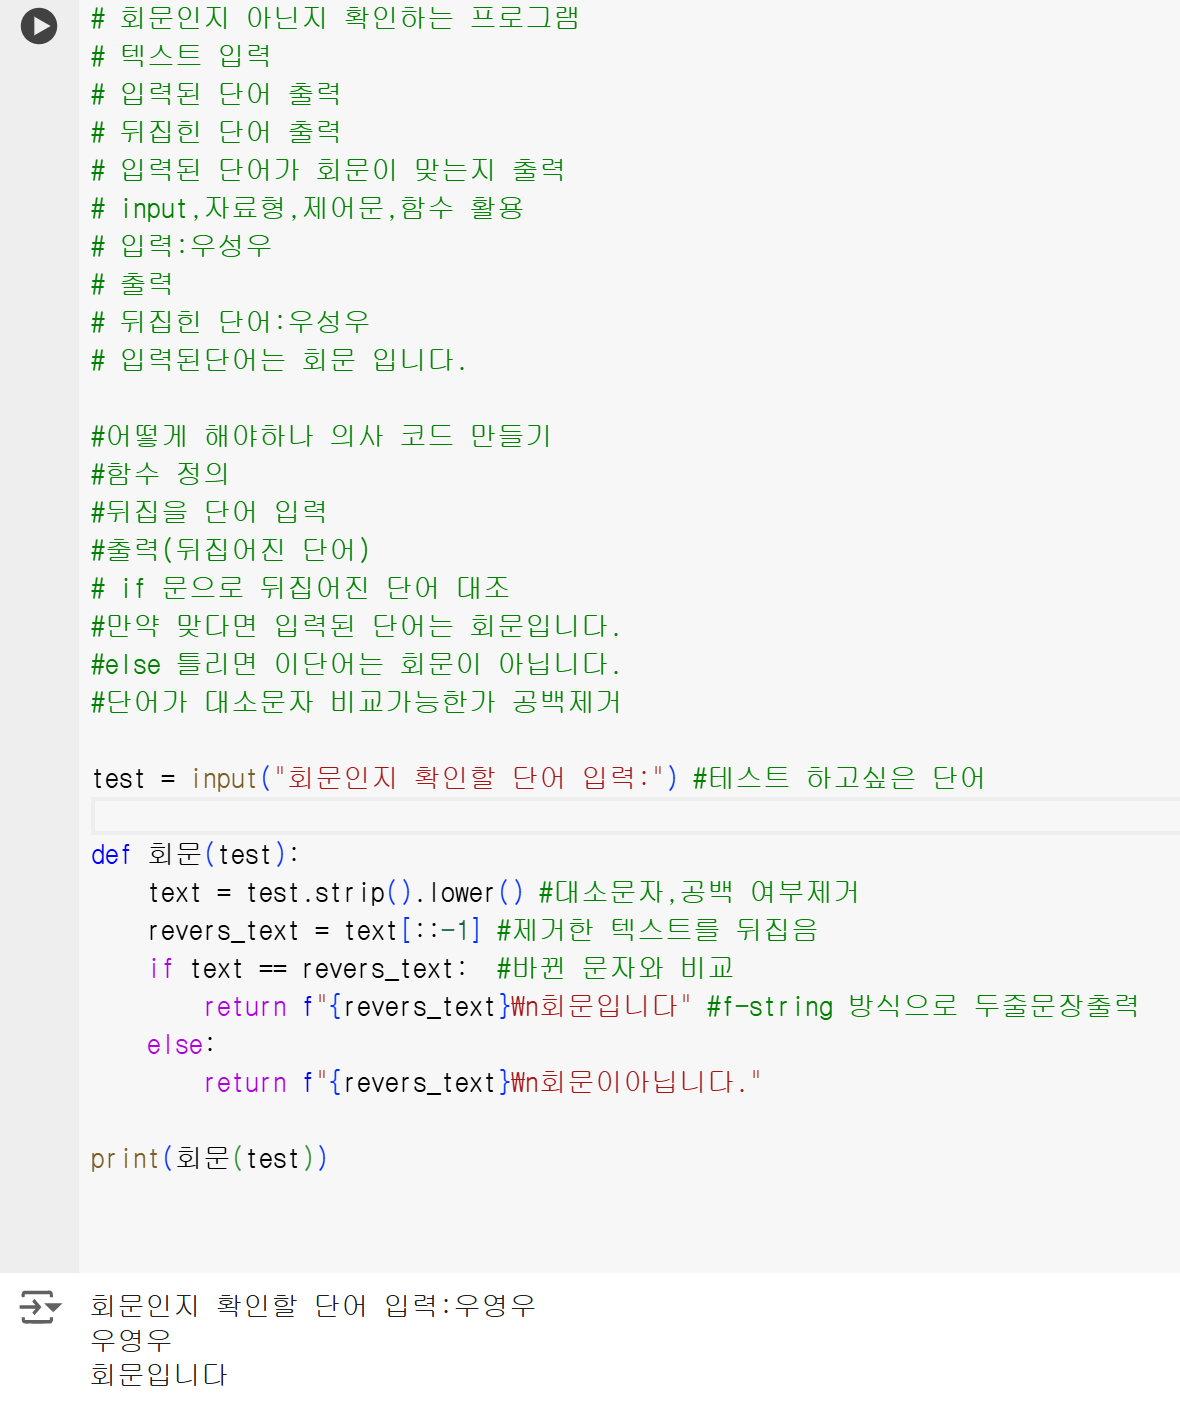 # 회문인지 아닌지 확인하는 프로그램
# 텍스트 입력
# 입력된 단어 출력
# 뒤집힌 단어 출력
# 입력된 단어가 회문이 맞는지 출력
# input,자료형,제어문,함수 활용
# 입력:우성우
# 출력
# 뒤집힌 단어:우성우
# 입력된단어는 회문 입니다.
#어떻게 해야하나 의사 코드 만들기
#함수 정의
#뒤집을 단어 입력
#출력(뒤집어진 단어)
# if 문으로 뒤집어진 단어 대조
#만약 맞다면 입력된 단어는 회문입니다.
#else 틀리면 이단어는 회문이 아닙니다.
#단어가 대소문자 비교가능한가 공백제거
test = input("회문인지 확인할 단어 입력:") #테스트 하고싶은 단어
def 회문(test):
    text = test.strip().lower() #대소문자,공백 여부제거
    revers_text = text[::-1] #제거한 텍스트를 뒤집음
    if text == revers_text:  #바뀐 문자와 비교
        return f"{revers_text}₩n회문입니다" #f-string 방식으로 두줄문장출력
    else:
        return f"{revers_text}₩n회문이아닙니다."
print(회문(test))
회문인지 확인할 단어 입력:우영우
우영우
회문입니다